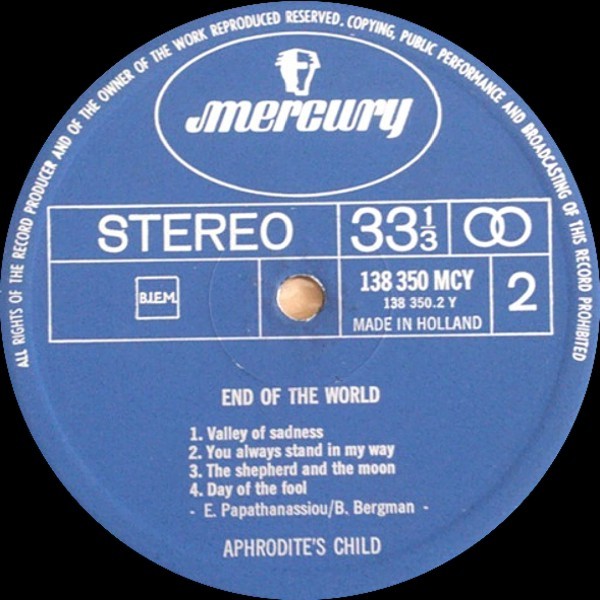 ALL RIGHTS OF THE RECORD PRODUCER AND OF THE OWNER OF THE WORK REPRODUCED RESERVED. COPYING, PUBLIC PERFORMANCE AND BROADCASTING OF THIS RECORD PROHIBITED
mercury
STEREO
33⅓
B.I.E.M.
138 350 MCY
138 350.2 Y
MADE IN HOLLAND
2
END OF THE WORLD
1. Valley of sadness
2. You always stand in my way
3. The shepherd and the moon
4. Day of the fool
- E. Papathanassiou/B. Bergman -
APHRODITE'S CHILD